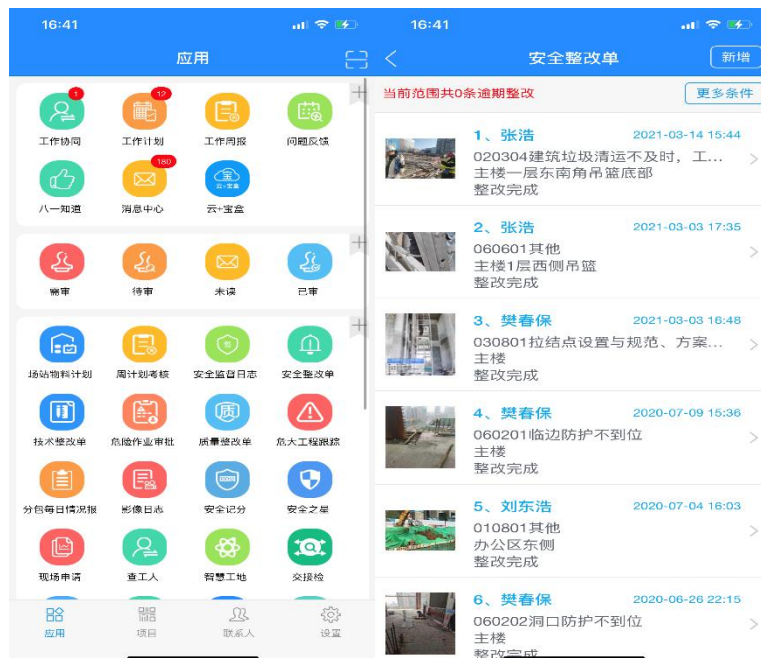 16:41
应用
1
12
工作协同
工作计划
工作周报
问题反馈
180
云+宝盒
八一知道
消息中心
云+宝盒
需审
待审
未读
已审
场站物料计划
周计划考核
安全监督日志
安全整改单
质
技术整改单
危险作业审批
质量整改单
危大工程跟踪
分包每日情况报
影像日志
安全记分
安全之星
现场申请
查工人
智慧工地
交接检
应用
项目
联系人
设置
16:41
安全整改单
新增
当前范围共0条逾期整改
更多条件
1、张浩
2021-03-14 15:44
020304建筑垃圾清运不及时，工...
主楼一层东南角吊篮底部
整改完成
2、张浩
2021-03-03 17:35
060601其他
主楼1层西侧吊篮
整改完成
3、樊春保
2021-03-03 16:48
030801拉结点设置与规范、方案...
主楼
整改完成
4、樊春保
2020-07-09 15:36
060201临边防护不到位
主楼
整改完成
5、刘东浩
2020-07-04 16:03
010801其他
办公区东侧
整改完成
6、樊春保
2020-06-26 22:15
060202洞口防护不到位
主楼
整改完成